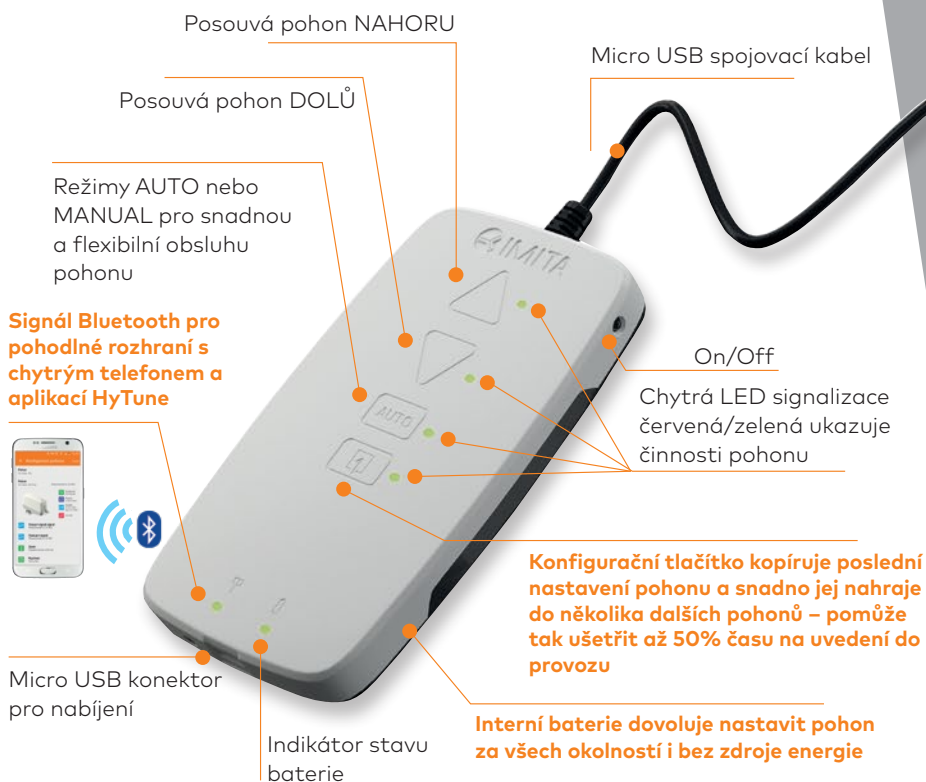 Posouvá pohon NAHORU
Micro USB spojovací kabel
Posouvá pohon DOLŮ
Režimy AUTO nebo
MANUAL pro snadnou
a flexibilní obsluhu
pohonu
IMITA
Signál Bluetooth pro
pohodlné rozhraní s
chytrým telefonem a
aplikací HyTune
On/Off
Chytrá LED signalizace
červená/zelená ukazuje
činnosti pohonu
AUTO
Konfigurační tlačítko kopíruje poslední
nastavení pohonu a snadno jej nahraje
do několika dalších pohonů – pomůže
tak ušetřit až 50% času na uvedení do
provozu
Micro USB konektor
pro nabíjení
Interní baterie dovoluje nastavit pohon
za všech okolností i bez zdroje energie
Indikátor stavu
baterie